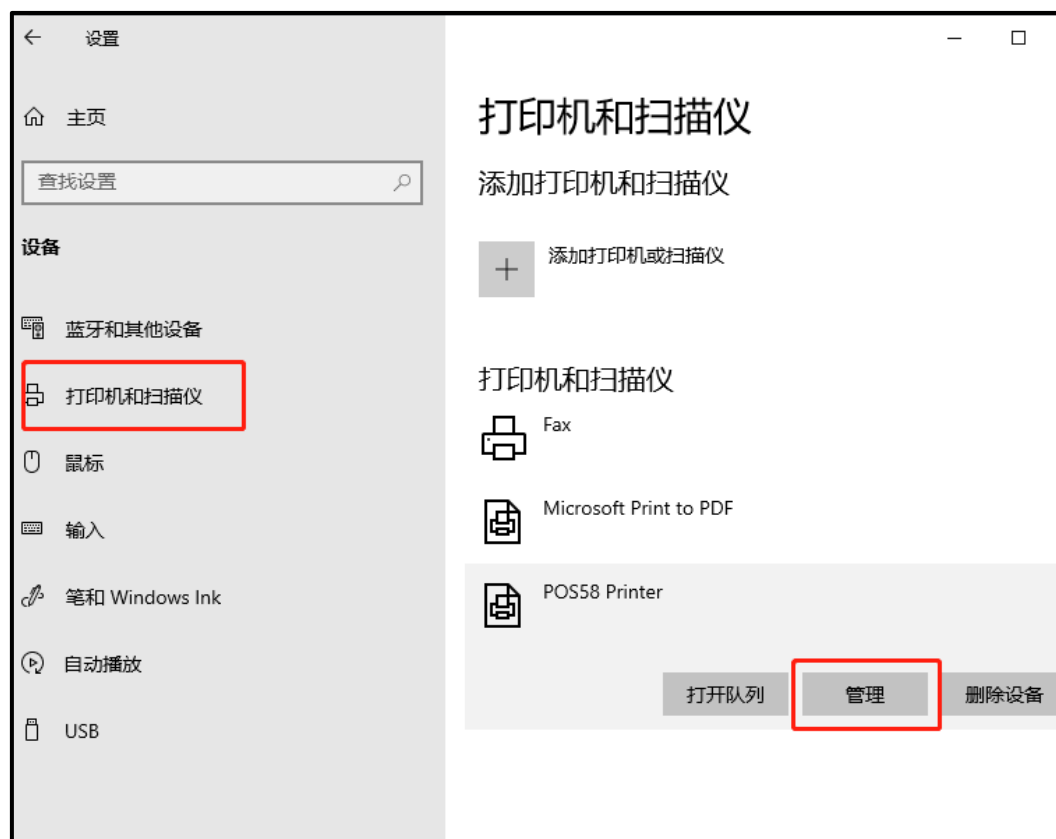 设置
主页
查找设置
设备
蓝牙和其他设备
打印机和扫描仪
鼠标
输入
笔和 Windows Ink
自动播放
USB
打印机和扫描仪
添加打印机和扫描仪
添加打印机或扫描仪
打印机和扫描仪
Fax
Microsoft Print to PDF
POS58 Printer
打开队列 管理 删除设备